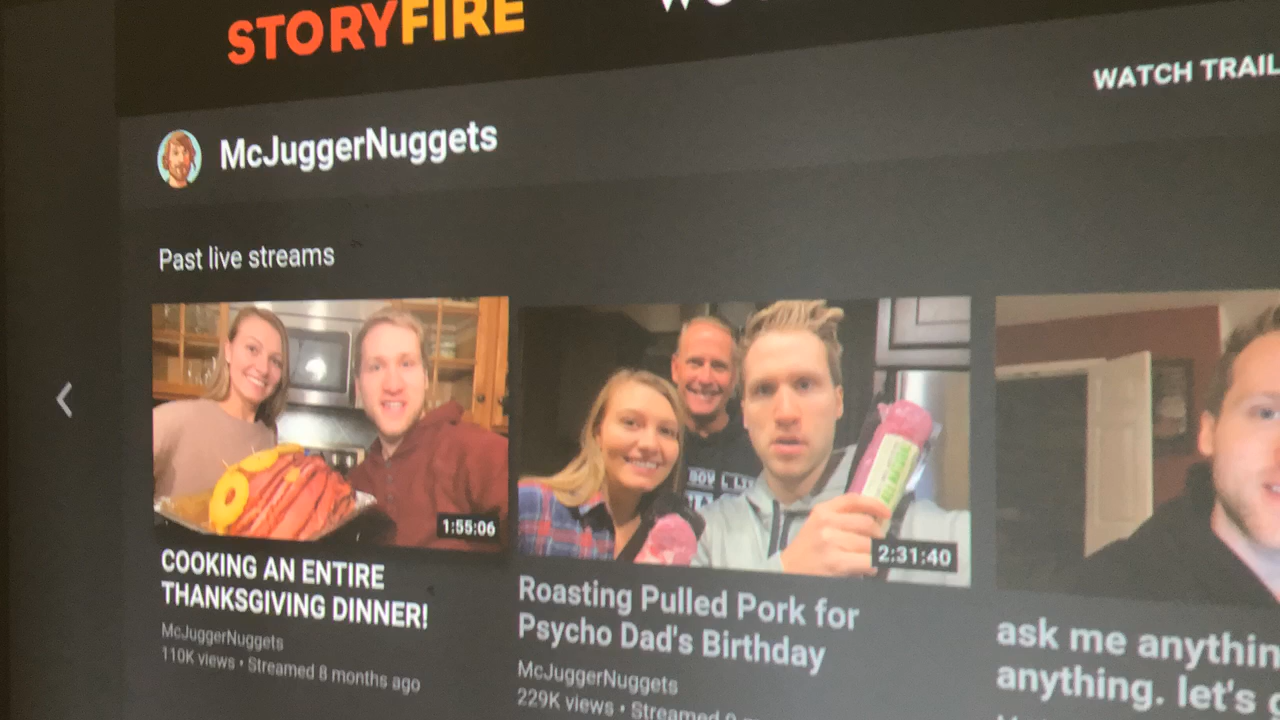 STORYFIRE
WATCH TRAIL
McJuggerNuggets
Past live streams
1:55:06
2:31:40
COOKING AN ENTIRE
THANKSGIVING DINNER!
McJuggerNuggets
110K views • Streamed 8 months ago
Roasting Pulled Pork for
Psycho Dad's Birthday
McJuggerNuggets
229K views • Streamed
ask me anythin
anything. let's